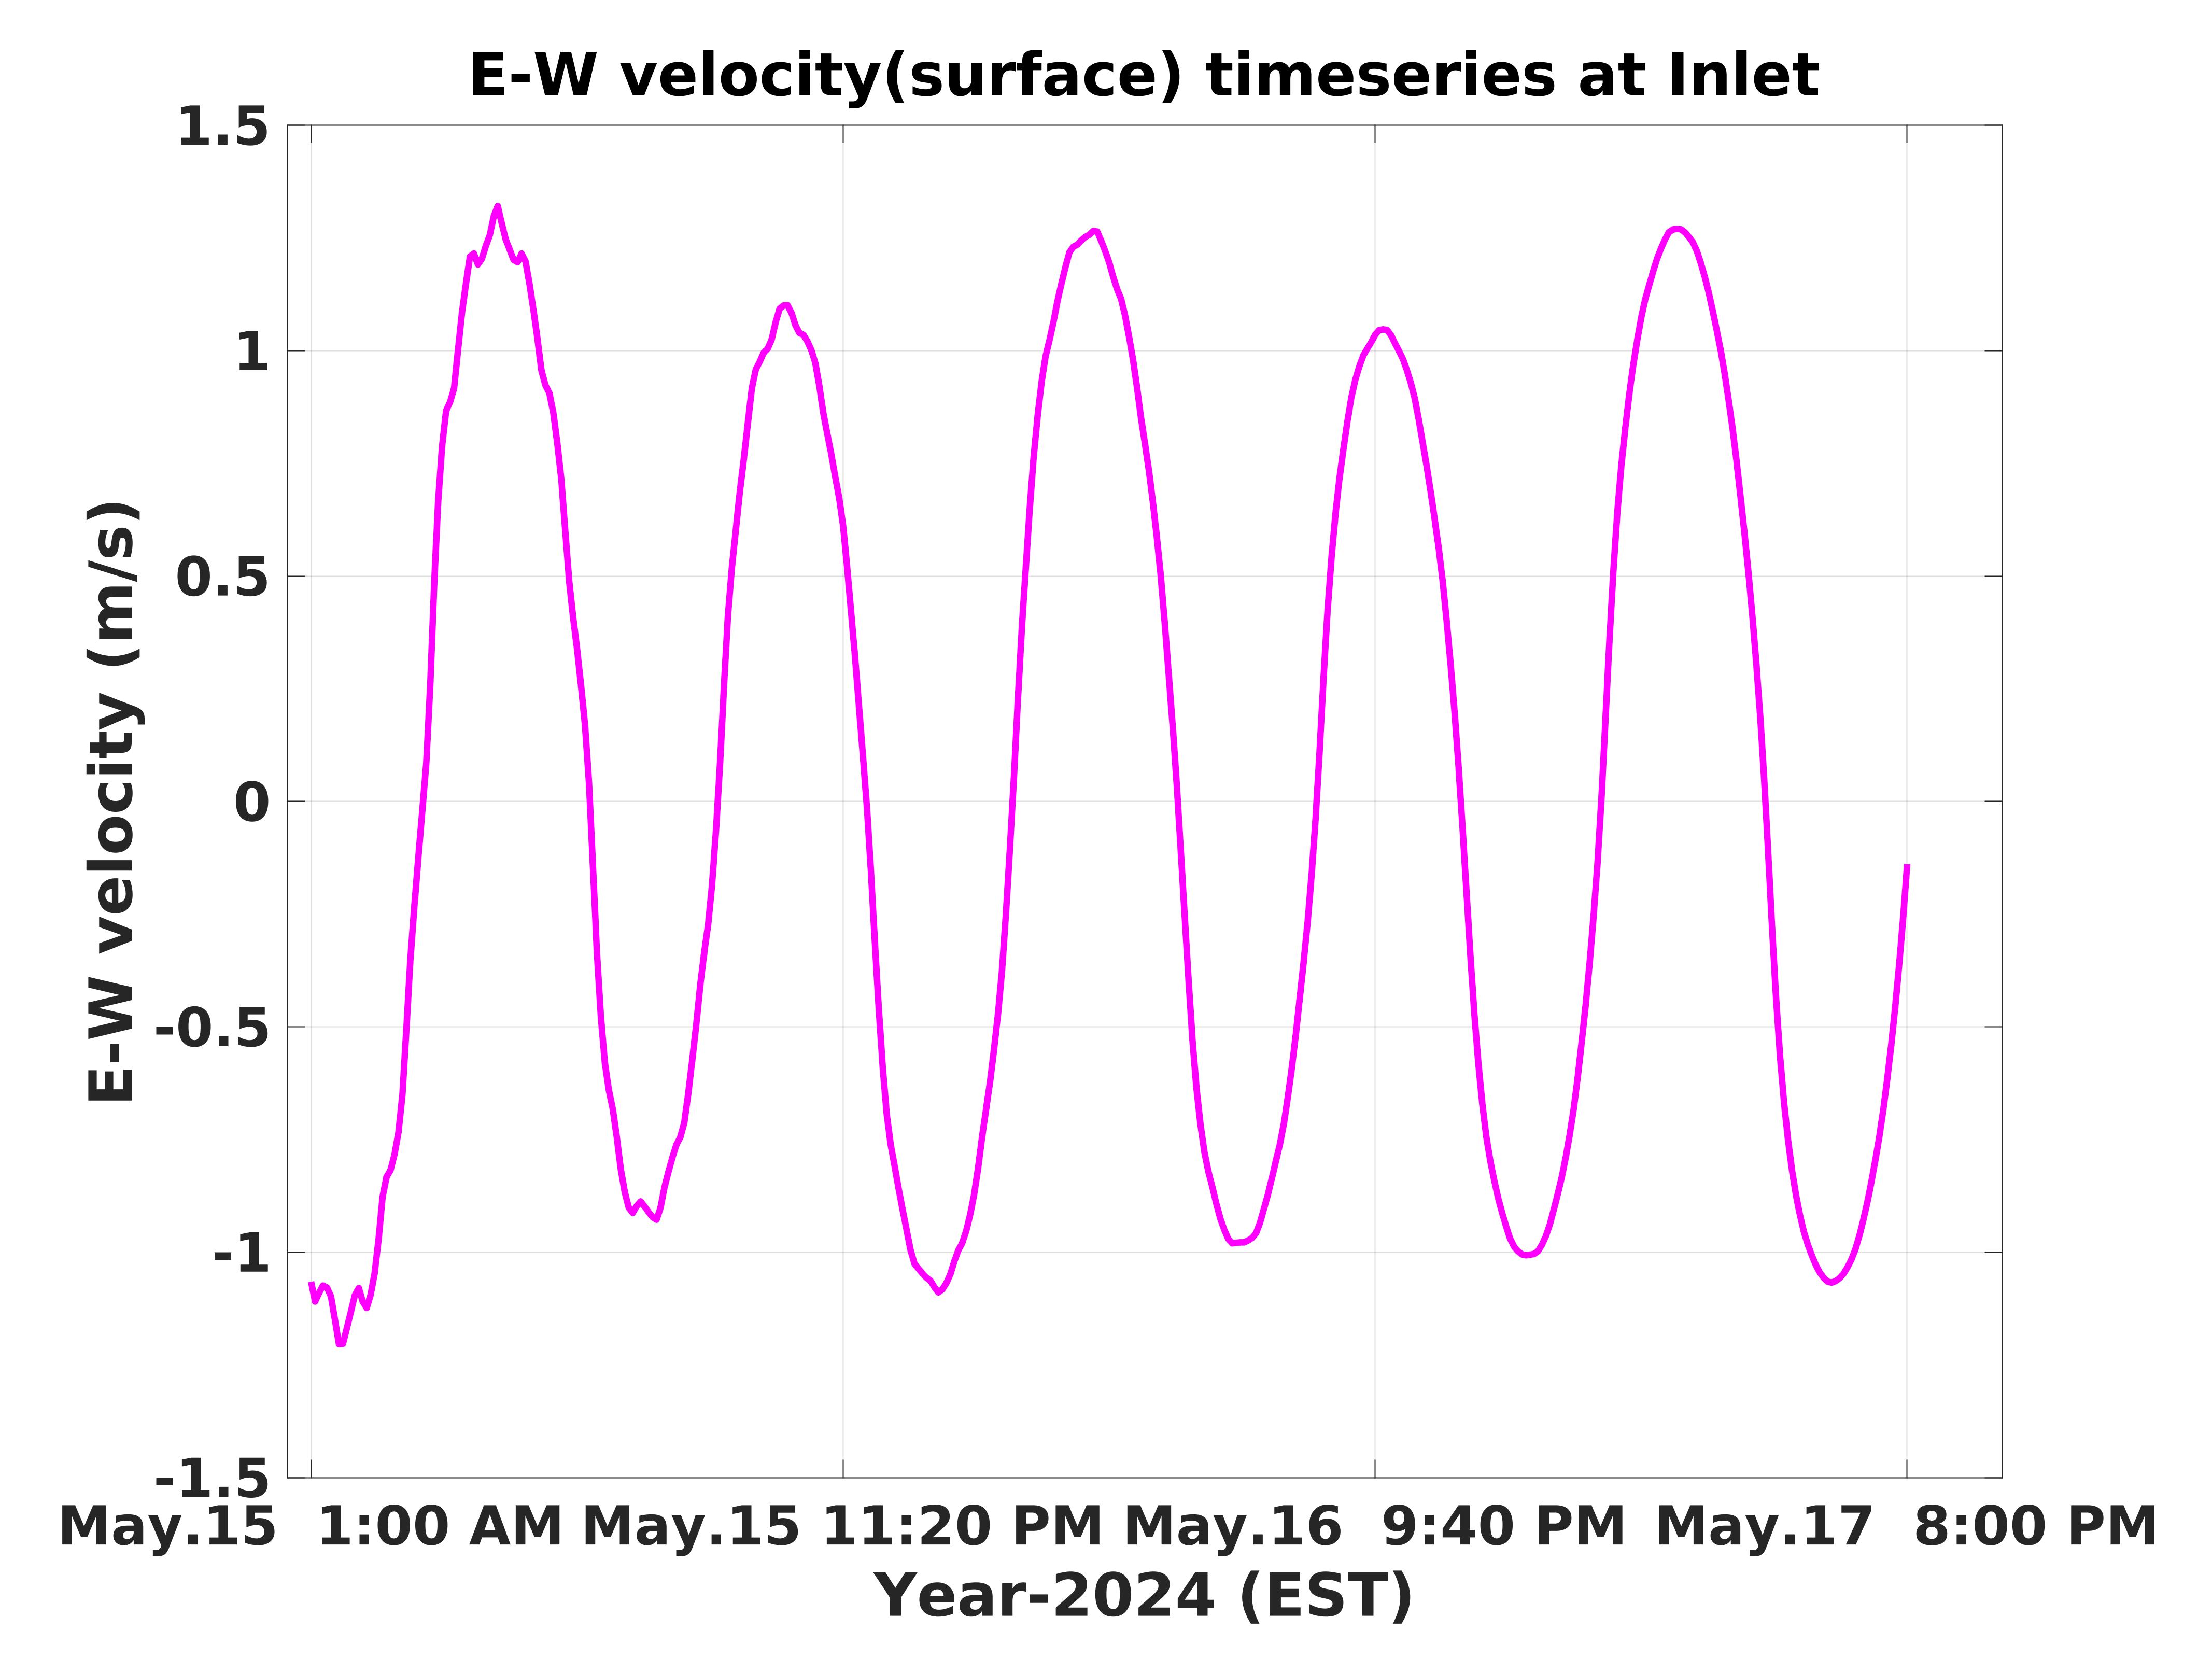 E-W velocity(surface) timeseries at Inlet
E-W velocity (m/s)
1.5
1
0.5
0
-0.5
-1
-1.5
May.15 1:00 AM May.15 11:20 PM May.16 9:40 PM May.17 8:00 PM
Year-2024 (EST)